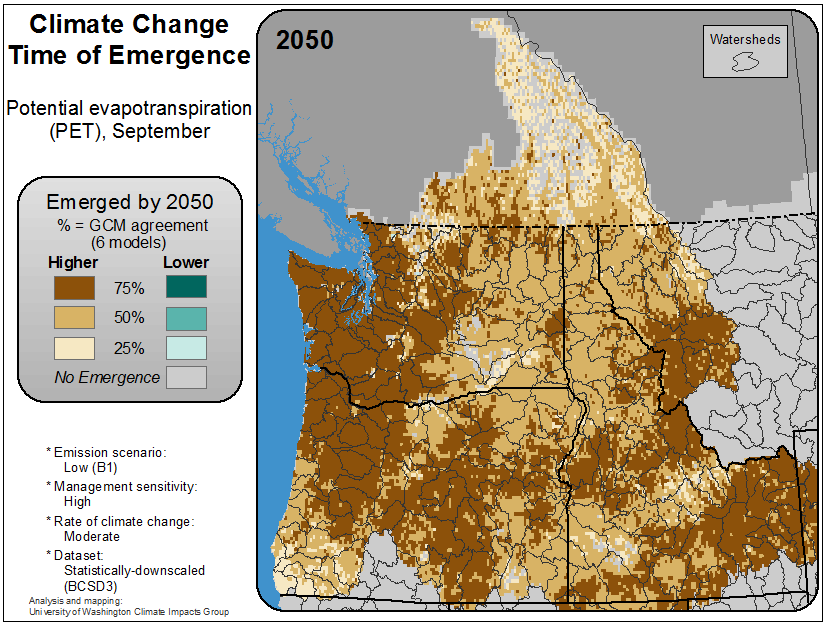 Climate Change
Time of Emergence
Potential evapotranspiration
(PET), September
Emerged by 2050
% = GCM agreement
(6 models)
Higher Lower
75%
50%
25%
No Emergence
* Emission scenario:
Low (B1)
* Management sensitivity:
High
* Rate of climate change:
Moderate
* Dataset:
Statistically-downscaled
(BCSD3)
Analysis and mapping:
University of Washington Climate Impacts Group
2050
Watersheds